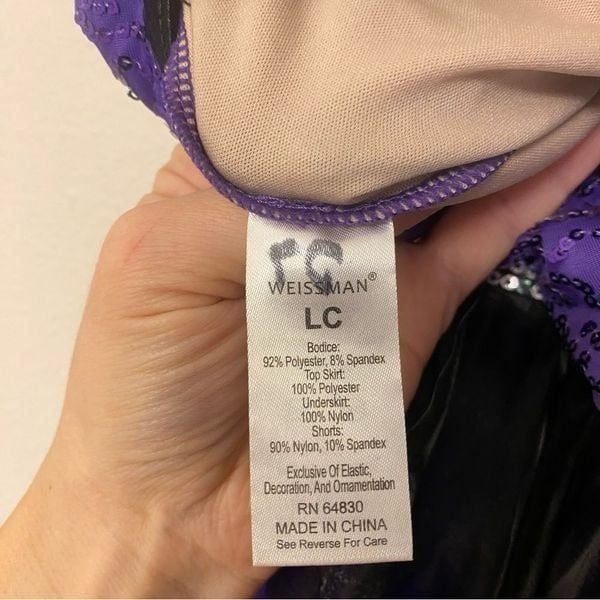 WEISSMAN®
LC
Bodice:
92% Polyester, 8% Spandex
Top Skirt:
100% Polyester
Underskirt:
100% Nylon
Shorts:
90% Nylon, 10% Spandex
Exclusive Of Elastic,
Decoration, And Ornamentation
RN 64830
MADE IN CHINA
See Reverse For Care